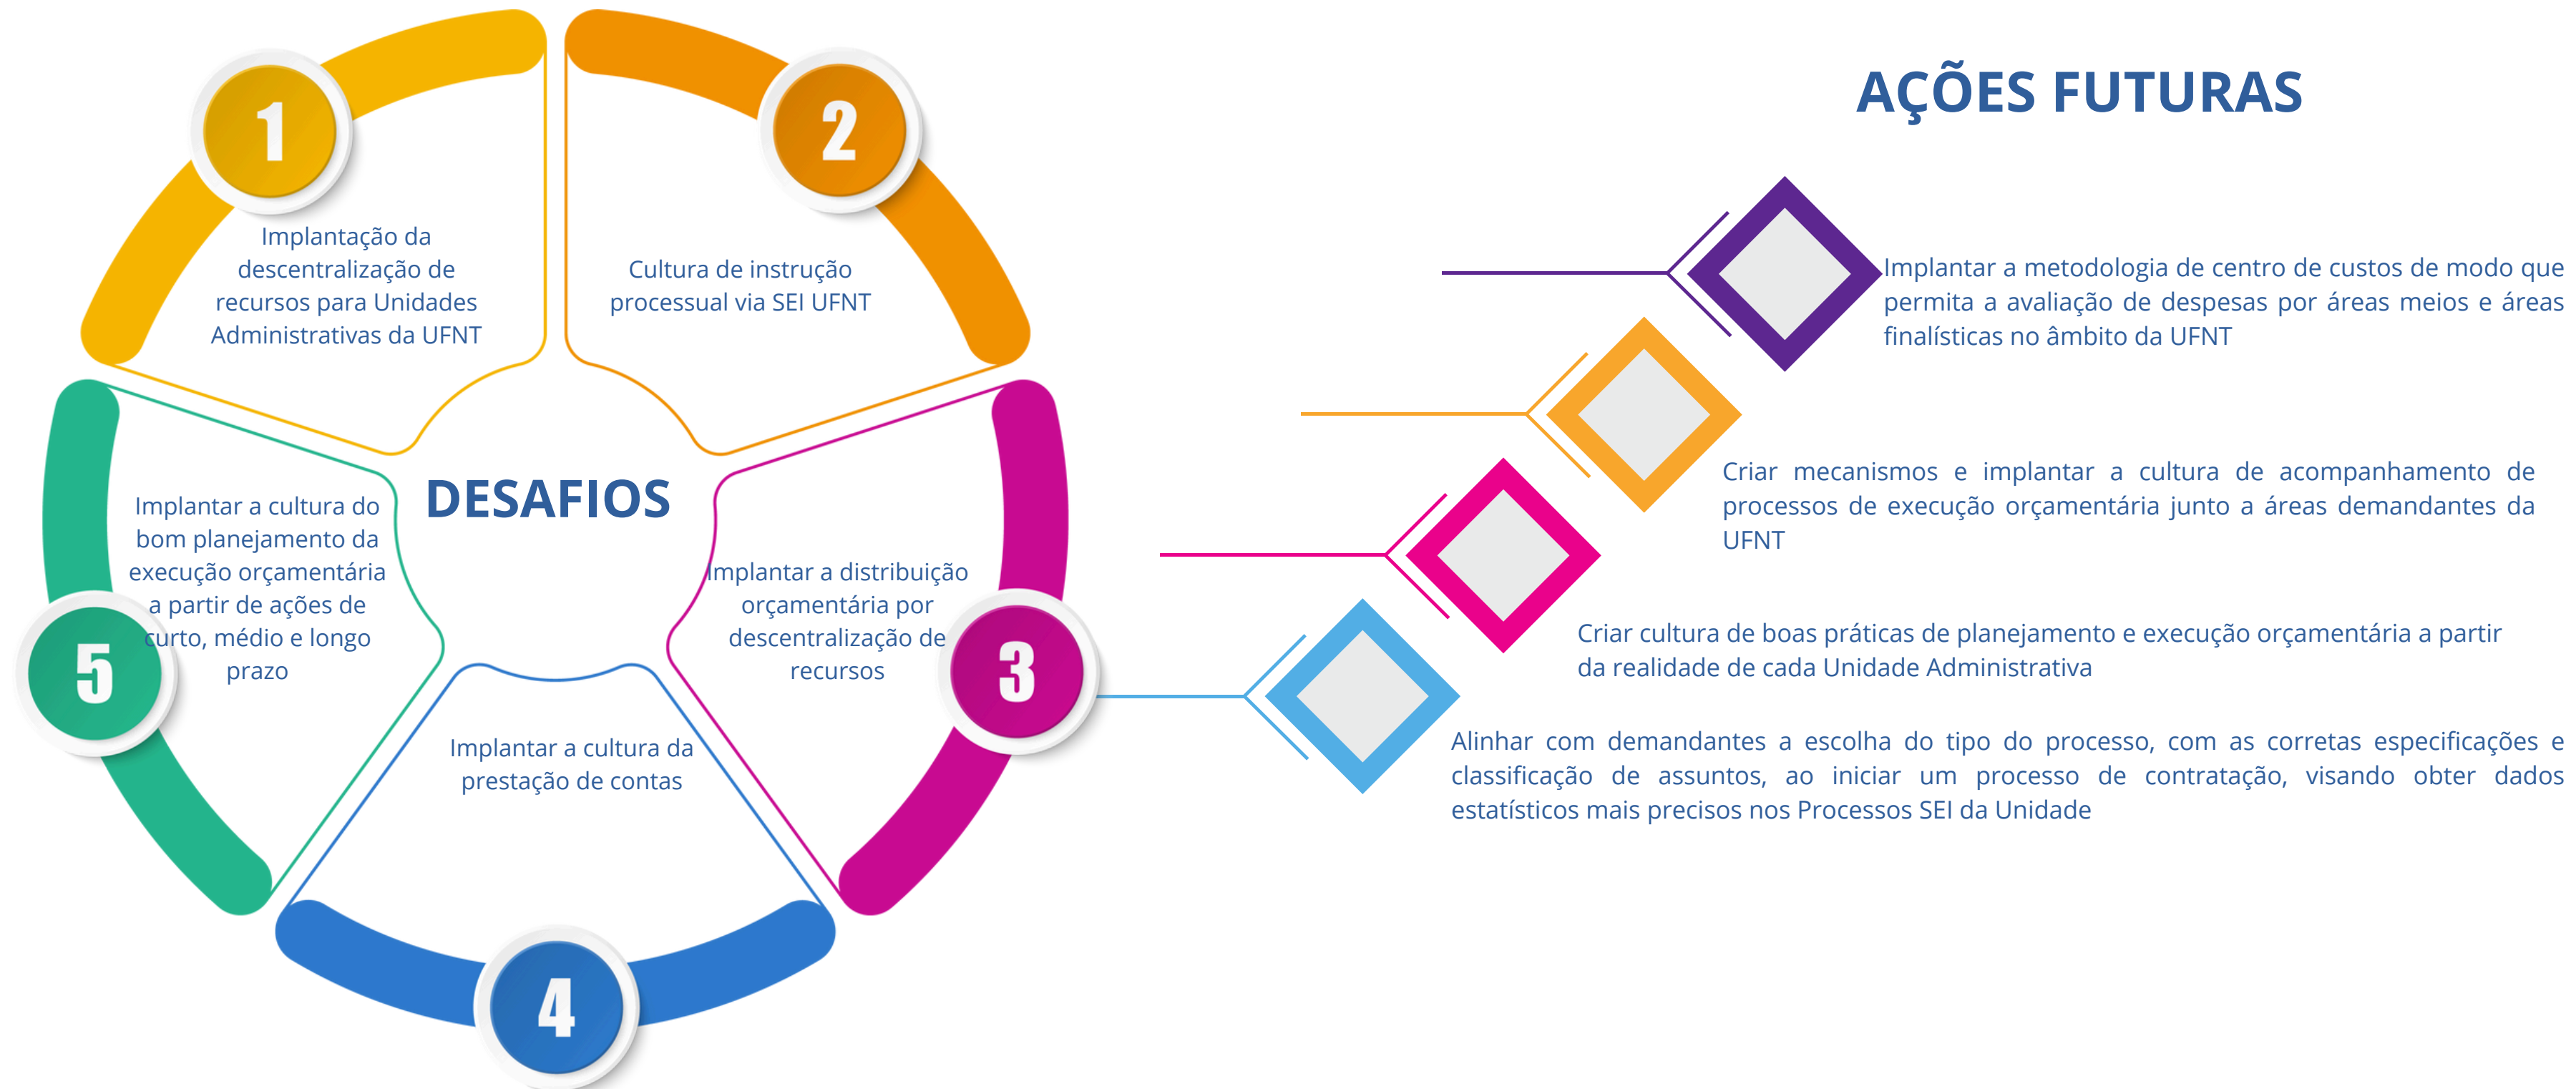 1
Implantação da
descentralização de
recursos para Unidades
Administrativas da UFNT
2
Cultura de instrução
processual via SEI UFNT
DESAFIOS
3
Implantar a distribuição
orçamentária por
descentralização de
recursos
4
Implantar a cultura da
prestação de contas
5
Implantar a cultura do
bom planejamento da
execução orçamentária
a partir de ações de
curto, médio e longo
prazo
AÇÕES FUTURAS
Implantar a metodologia de centro de custos de modo que
permita a avaliação de despesas por áreas meios e áreas
finalísticas no âmbito da UFNT
Criar mecanismos e implantar a cultura de acompanhamento de
processos de execução orçamentária junto a áreas demandantes da
UFNT
Criar cultura de boas práticas de planejamento e execução orçamentária a partir
da realidade de cada Unidade Administrativa
Alinhar com demandantes a escolha do tipo do processo, com as corretas especificações e
classificação de assuntos, ao iniciar um processo de contratação, visando obter dados
estatísticos mais precisos nos Processos SEI da Unidade